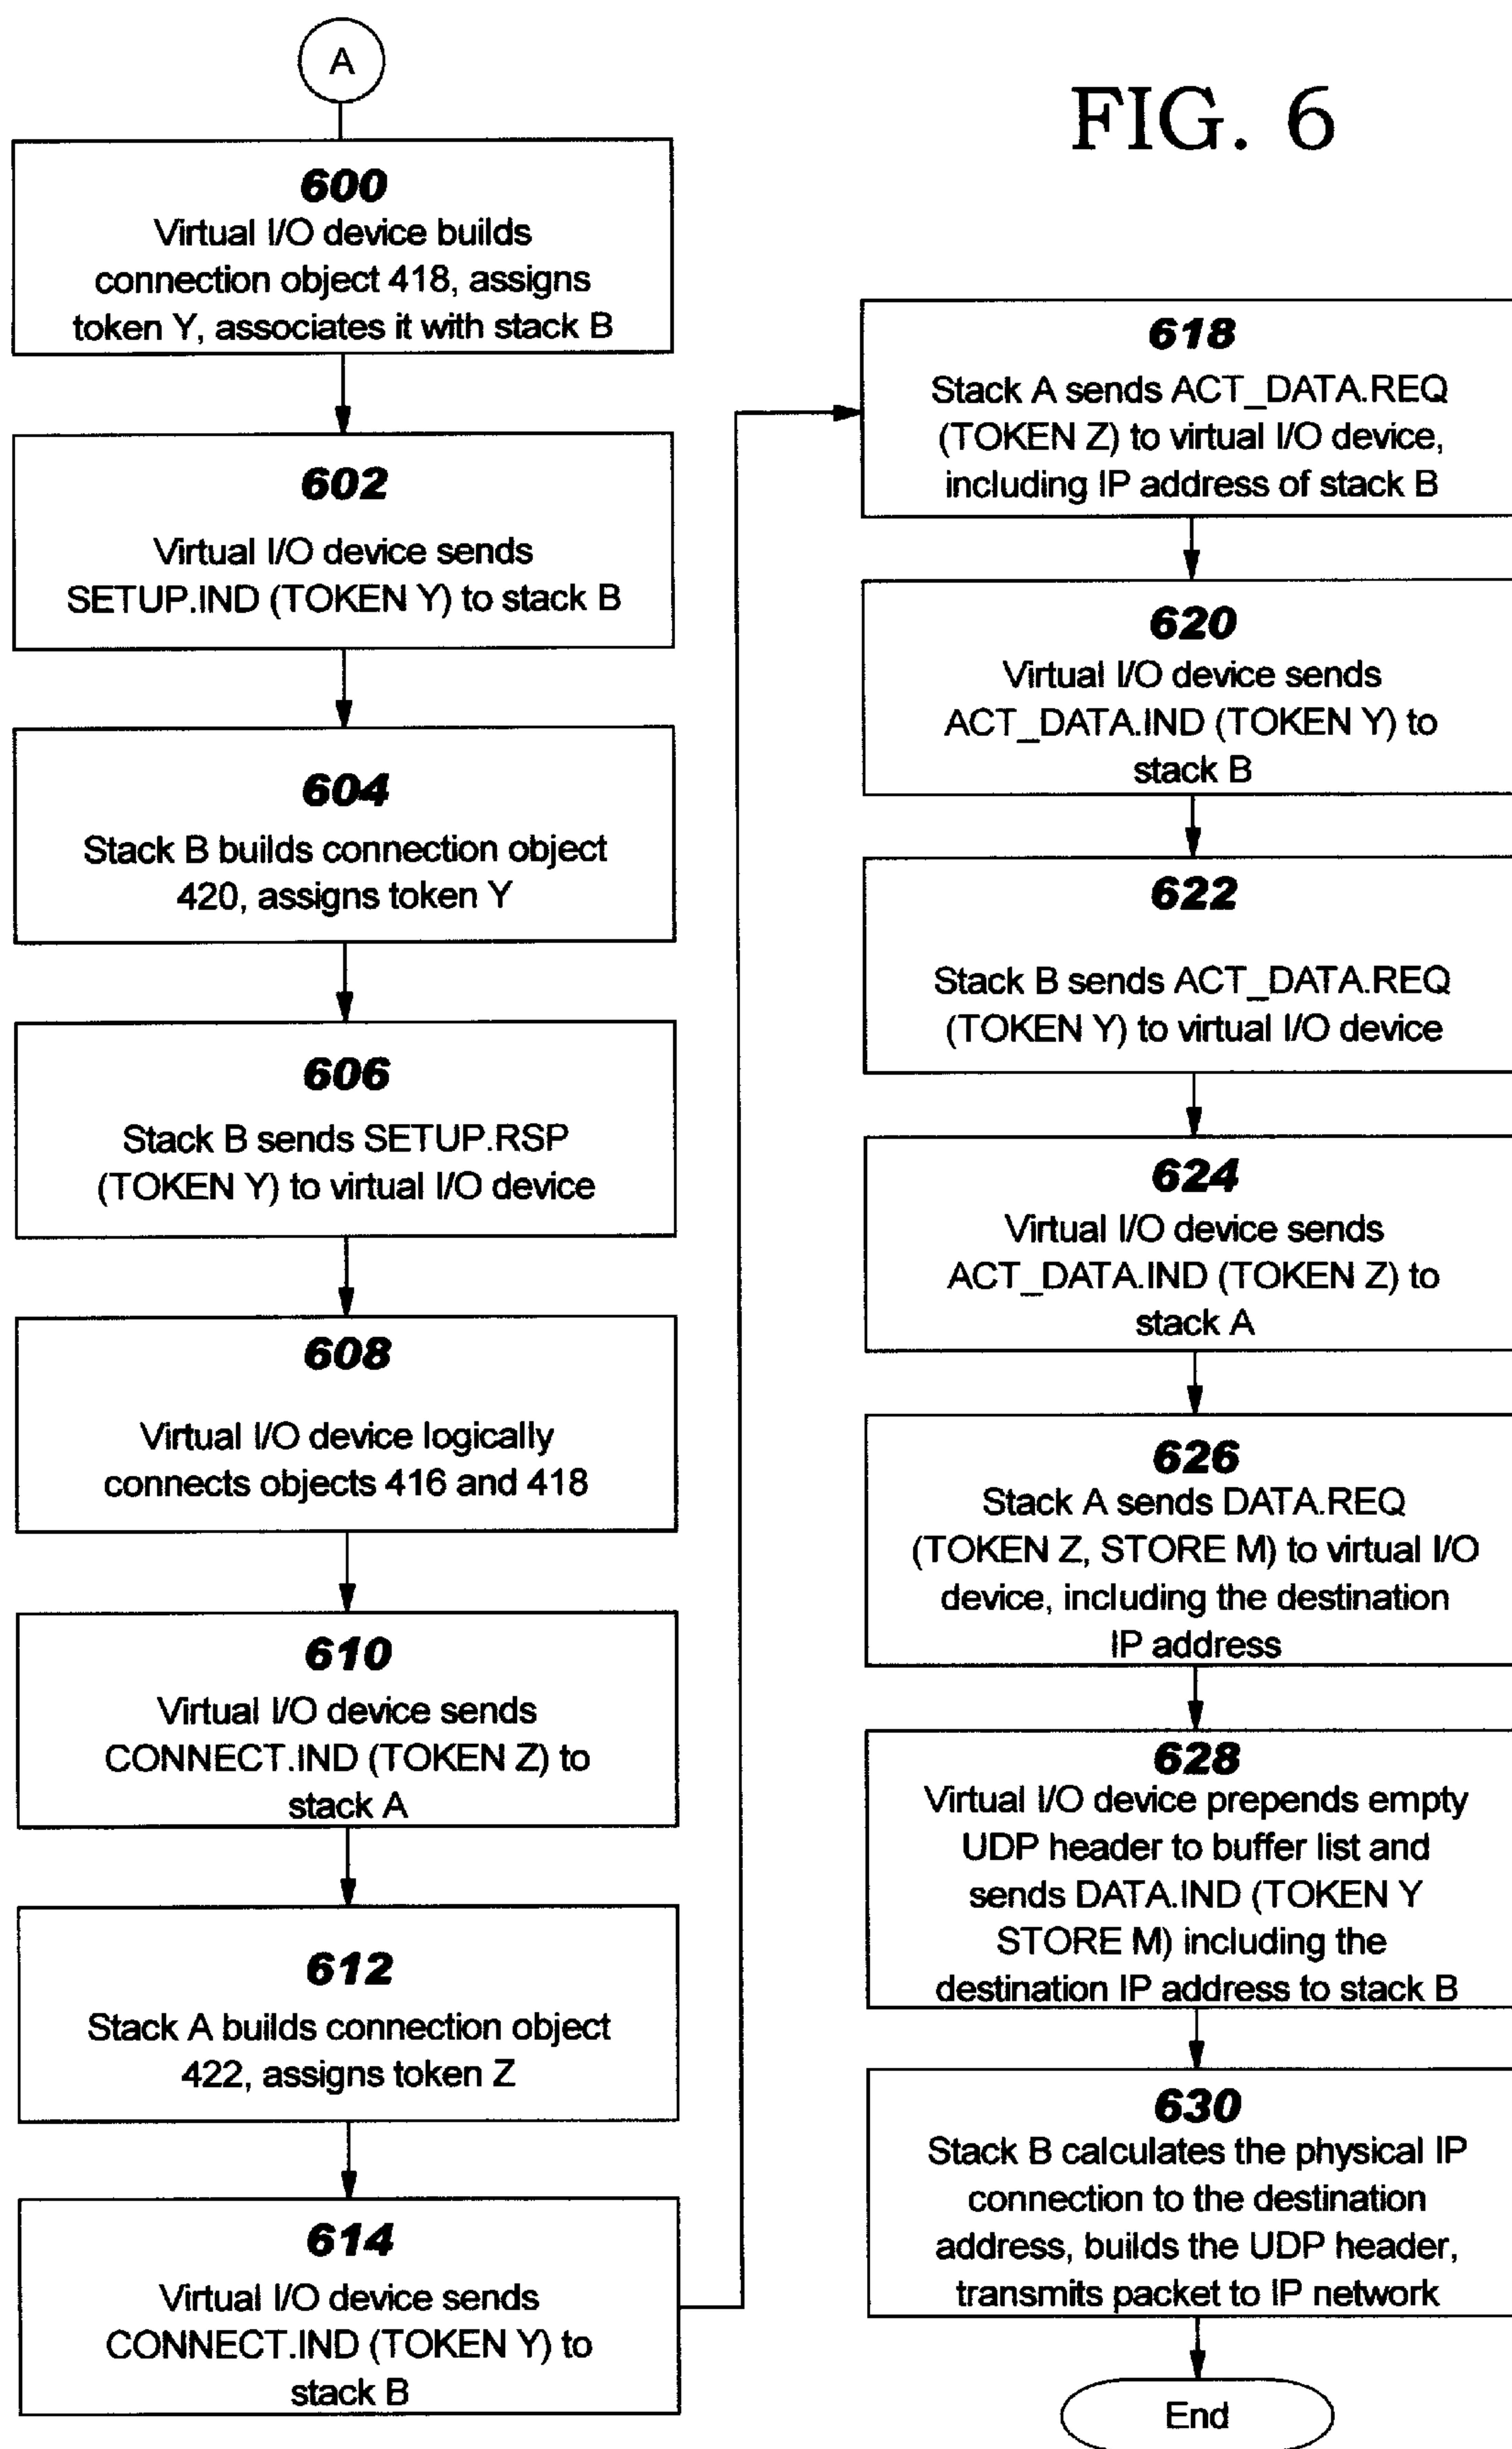 A
FIG. 6
600
Virtual I/O device builds
connection object 418, assigns
token Y, associates it with stack B
602
Virtual I/O device sends
SETUP.IND (TOKEN Y) to stack B
604
Stack B builds connection object
420, assigns token Y
606
Stack B sends SETUP.RSP
(TOKEN Y) to virtual I/O device
608
Virtual I/O device logically
connects objects 416 and 418
610
Virtual I/O device sends
CONNECT.IND (TOKEN Z) to
stack A
612
Stack A builds connection object
422, assigns token Z
614
Virtual I/O device sends
CONNECT.IND (TOKEN Y) to
stack B
618
Stack A sends ACT_DATA.REQ
(TOKEN Z) to virtual I/O device,
including IP address of stack B
620
Virtual I/O device sends
ACT_DATA.IND (TOKEN Y) to
stack B
622
Stack B sends ACT_DATA.REQ
(TOKEN Y) to virtual I/O device
624
Virtual I/O device sends
ACT_DATA.IND (TOKEN Z) to
stack A
626
Stack A sends DATA.REQ
(TOKEN Z, STORE M) to virtual I/O
device, including the destination
IP address
628
Virtual I/O device prepends empty
UDP header to buffer list and
sends DATA.IND (TOKEN Y
STORE M) including the
destination IP address to stack B
630
Stack B calculates the physical IP
connection to the destination
address, builds the UDP header,
transmits packet to IP network
End